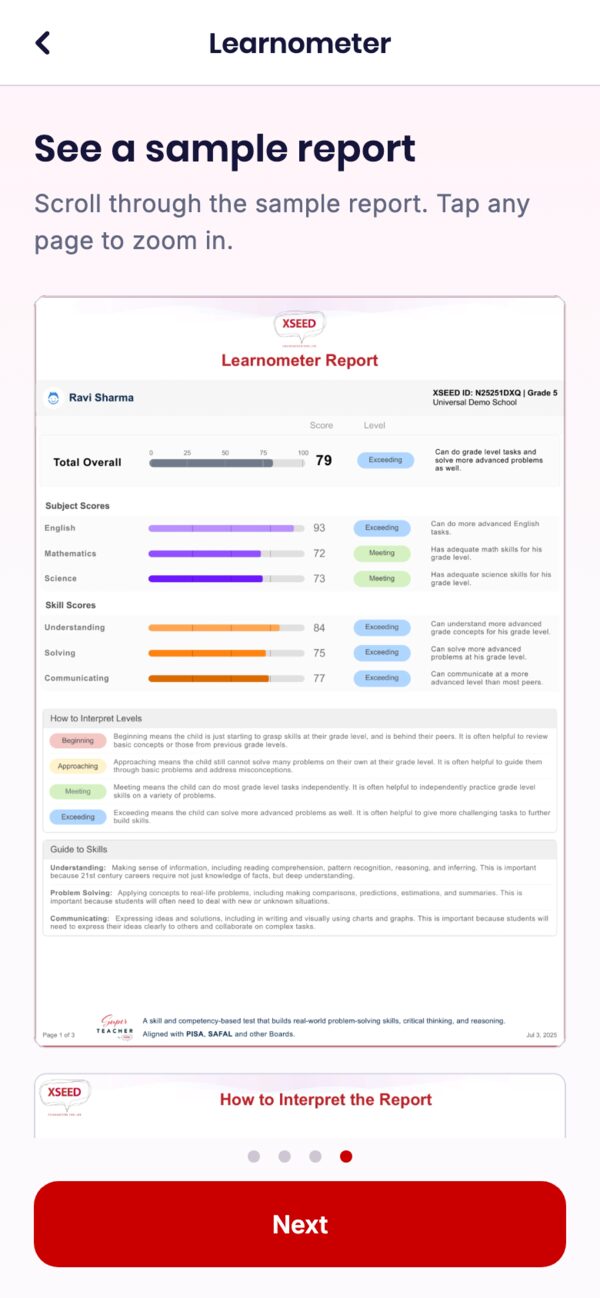 Learnometer
See a sample report
Scroll through the sample report. Tap any
page to zoom in.
XSEED
Learnometer Report
Ravi Sharma
XSEED ID: N25251DXQ | Grade 5
Universal Demo School
Score Level
0 25 50 75 100
Total Overall 79 Exceeding
Can do grade level tasks and
solve more advanced problems
as well.
Subject Scores
English 93 Exceeding
Can do more advanced English
tasks.
Mathematics 72 Meeting
Has adequate math skills for his
grade level.
Science 73 Meeting
Has adequate science skills for his
grade level.
Skill Scores
Understanding 84 Exceeding
Can understand more advanced
grade concepts for his grade level.
Solving 75 Exceeding
Can solve more advanced
problems at his grade level.
Communicating 77 Exceeding
Can communicate at a more
advanced level than most peers.
How to Interpret Levels
Beginning
Beginning means the child is just starting to grasp skills at their grade level, and is behind their peers. It is often helpful to review
basic concepts or those from previous grade levels.
Approaching
Approaching means the child still cannot solve many problems on their own at their grade level. It is often helpful to guide them
through basic problems and address misconceptions.
Meeting
Meeting means the child can do most grade level tasks independently. It is often helpful to independently practice grade level
skills on a variety of problems.
Exceeding
Exceeding means the child can solve more advanced problems as well. It is often helpful to give more challenging tasks to further
build skills.
Guide to Skills
Understanding: Making sense of information, including reading comprehension, pattern recognition, reasoning, and inferring. This is important
because 21st century careers require not just knowledge of facts, but deep understanding.
Problem Solving: Applying concepts to real-life problems, including making comparisons, predictions, estimations, and summaries. This is
important because students will often need to deal with new or unknown situations.
Communicating: Expressing ideas and solutions, including in writing and visually using charts and graphs. This is important because students will
need to express their ideas clearly to others and collaborate on complex tasks.
Page 1 of 3
Super
TEACHER
A skill and competency-based test that builds real-world problem-solving skills, critical thinking, and reasoning.
Aligned with PISA, SAFAL and other Boards.
Jul 3, 2025
XSEED
How to Interpret the Report
Next